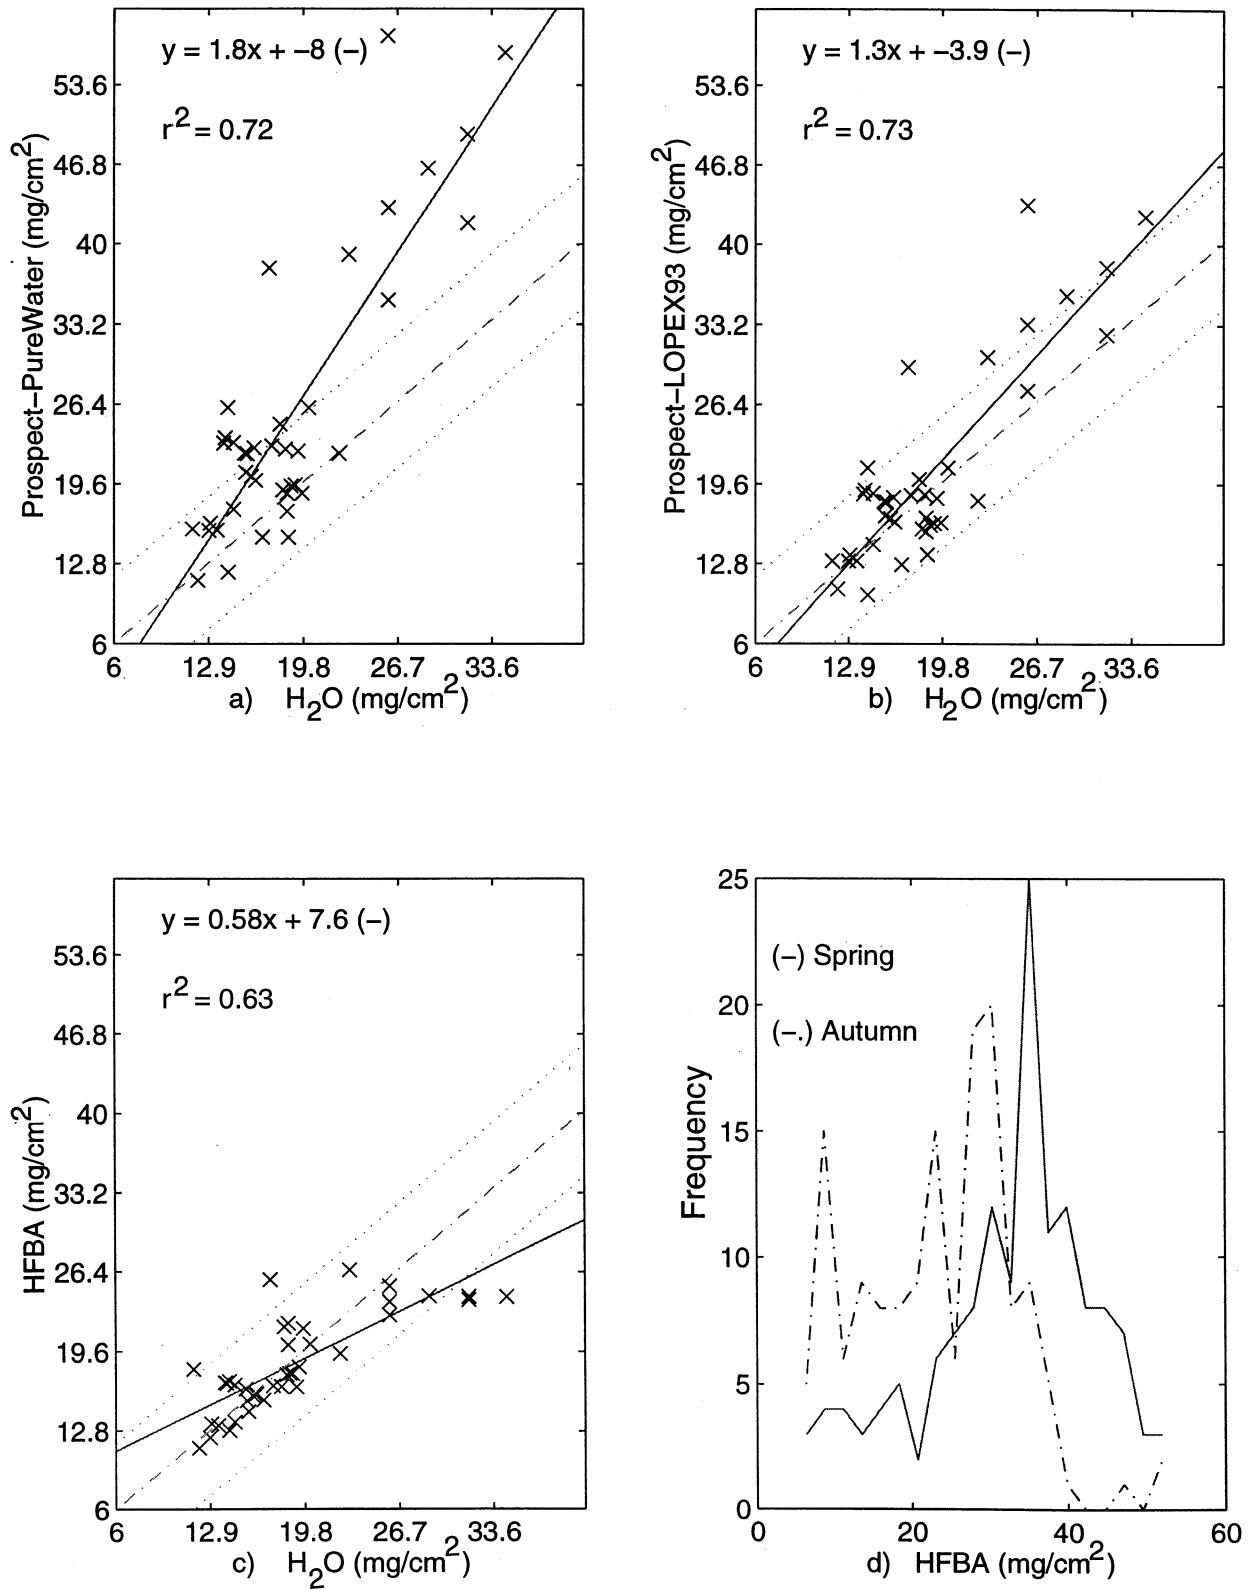 y = 1.8x + −8 (−)
r2 = 0.72
Prospect−PureWater (mg/cm2)
53.6
46.8
40
33.2
26.4
19.6
12.8
6
6 12.9 19.8 26.7 33.6
a) H2O (mg/cm2)
y = 1.3x + −3.9 (−)
r2 = 0.73
Prospect−LOPEX93 (mg/cm2)
53.6
46.8
40
33.2
26.4
19.6
12.8
6
6 12.9 19.8 26.7 33.6
b) H2O (mg/cm2)
y = 0.58x + 7.6 (−)
r2 = 0.63
HFBA (mg/cm2)
53.6
46.8
40
33.2
26.4
19.6
12.8
6
6 12.9 19.8 26.7 33.6
c) H2O (mg/cm2)
(−) Spring
(−.) Autumn
Frequency
25
20
15
10
5
0
0 20 40 60
d) HFBA (mg/cm2)